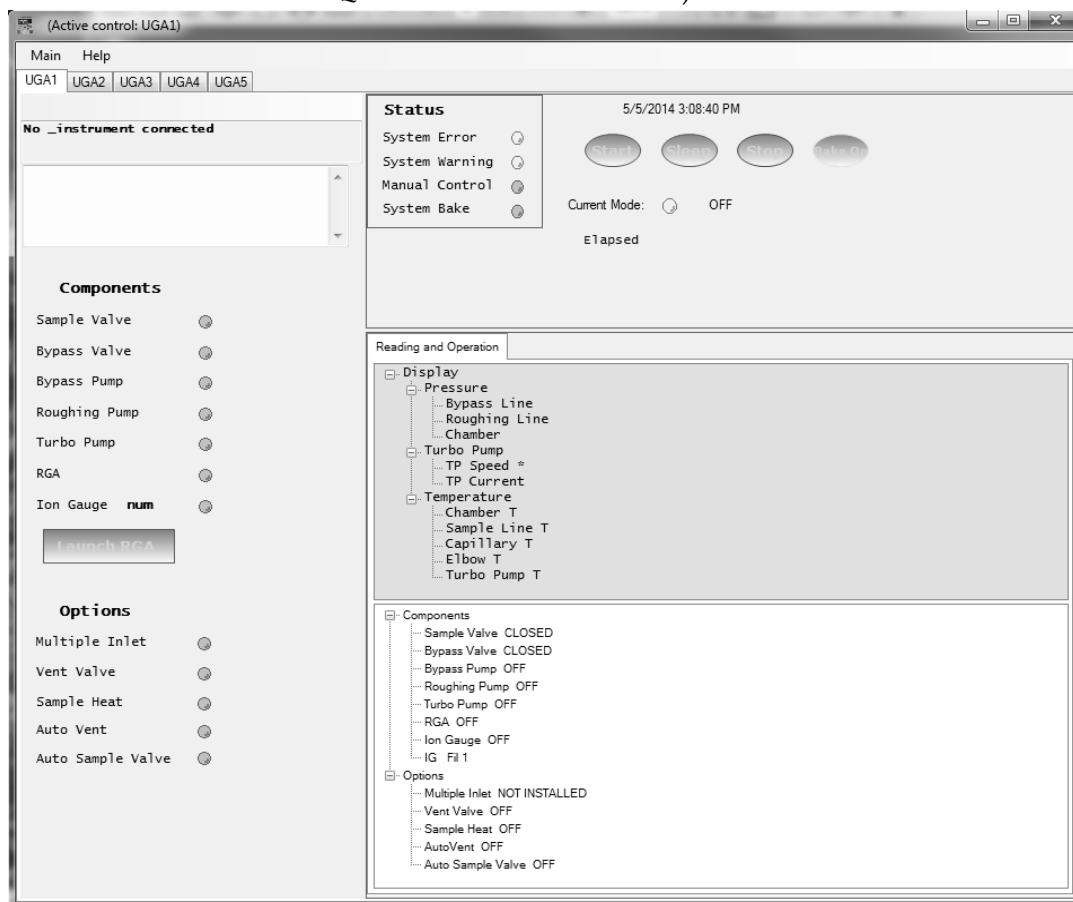 (Active control: UGA1)
Main Help
UGA1 UGA2 UGA3 UGA4 UGA5
No _instrument connected
Components
Sample Valve
Bypass Valve
Bypass Pump
Roughing Pump
Turbo Pump
RGA
Ion Gauge num
Launch RGA
Options
Multiple Inlet
Vent Valve
Sample Heat
Auto Vent
Auto Sample Valve
Status
System Error
System Warning
Manual Control
System Bake
5/5/2014 3:08:40 PM
Start Sleep Stop Bake On
Current Mode: OFF
Elapsed
Reading and Operation
Display
Pressure
Bypass Line
Roughing Line
Chamber
Turbo Pump
TP Speed *
TP Current
Temperature
Chamber T
Sample Line T
Capillary T
Elbow T
Turbo Pump T
Components
Sample Valve CLOSED
Bypass Valve CLOSED
Bypass Pump OFF
Roughing Pump OFF
Turbo Pump OFF
RGA OFF
Ion Gauge OFF
IG Fil 1
Options
Multiple Inlet NOT INSTALLED
Vent Valve OFF
Sample Heat OFF
AutoVent OFF
Auto Sample Valve OFF